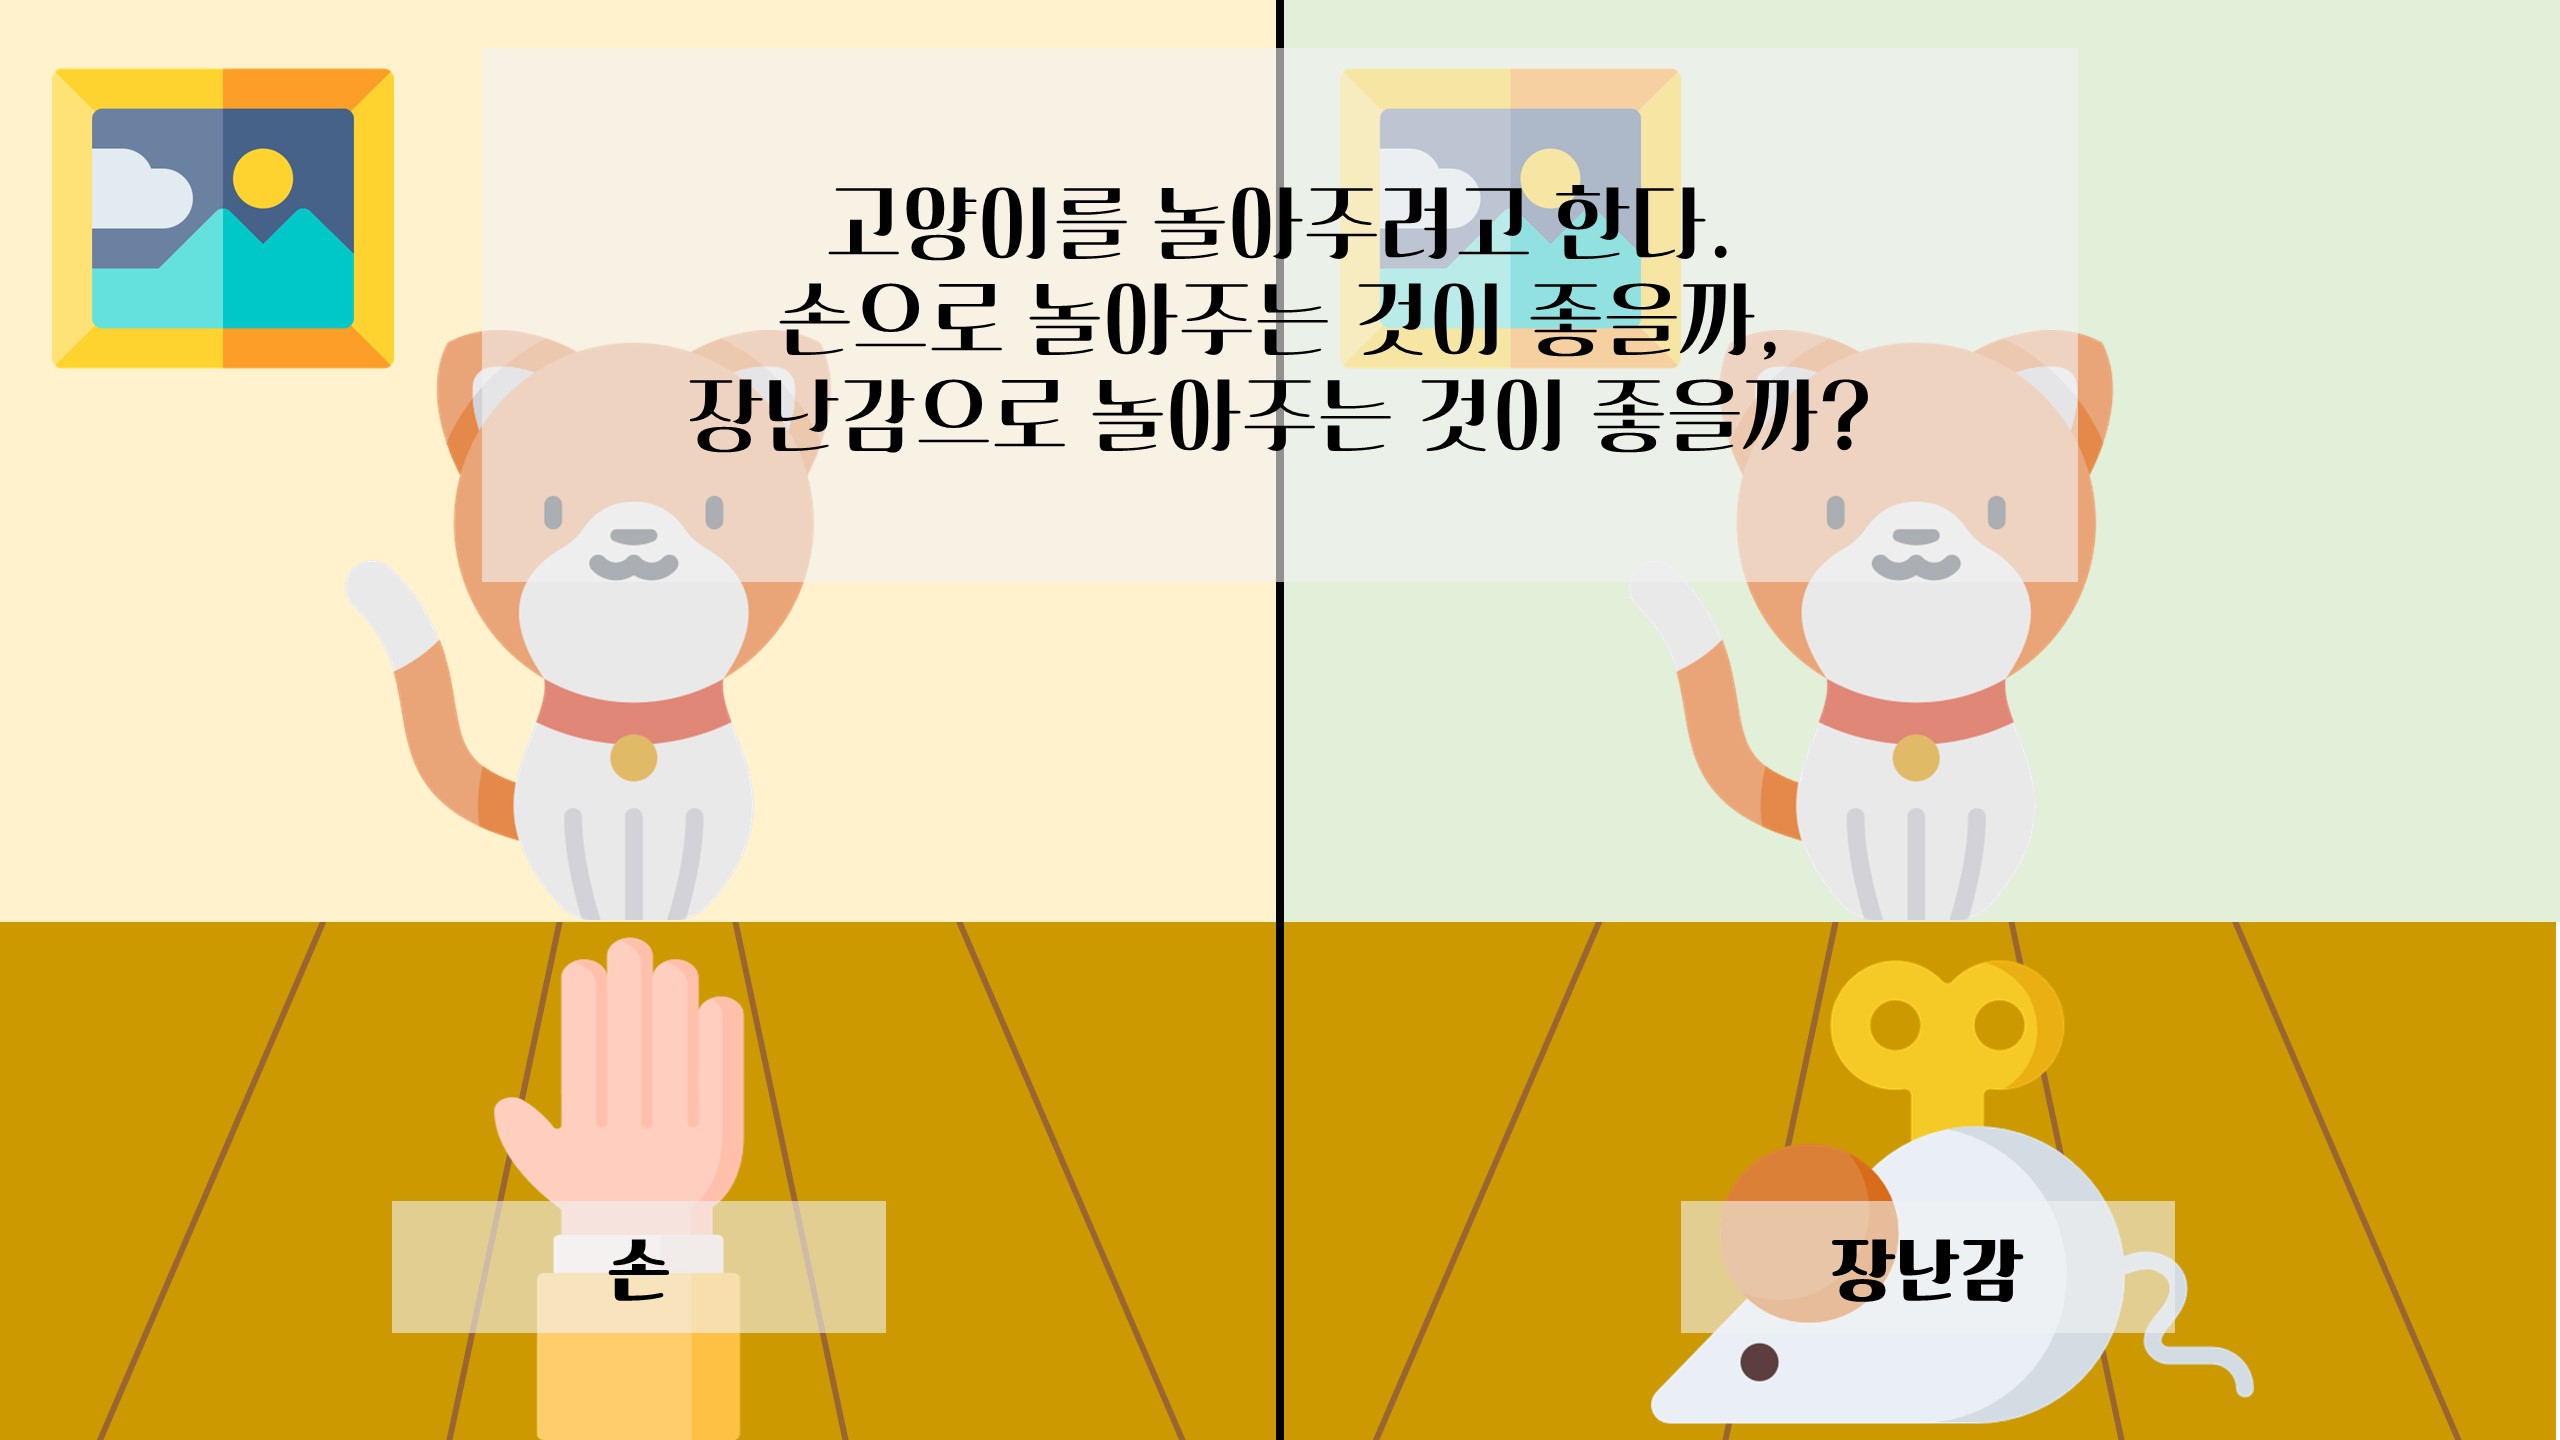 고양이를 놀아주려고 한다.
손으로 놀아주는 것이 좋을까,
장난감으로 놀아주는 것이 좋을까?
손
장난감